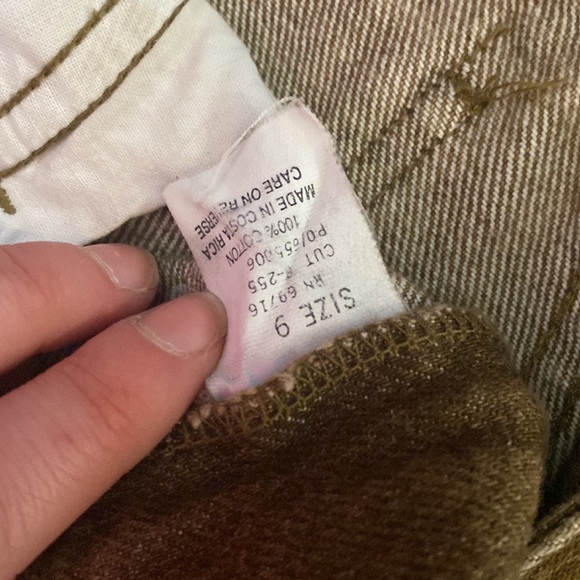 SIZE 9
RN 69716
CUT -255
PO/655006
100% COTTON
MADE IN COSTA RICA
CARE ON REVERSE